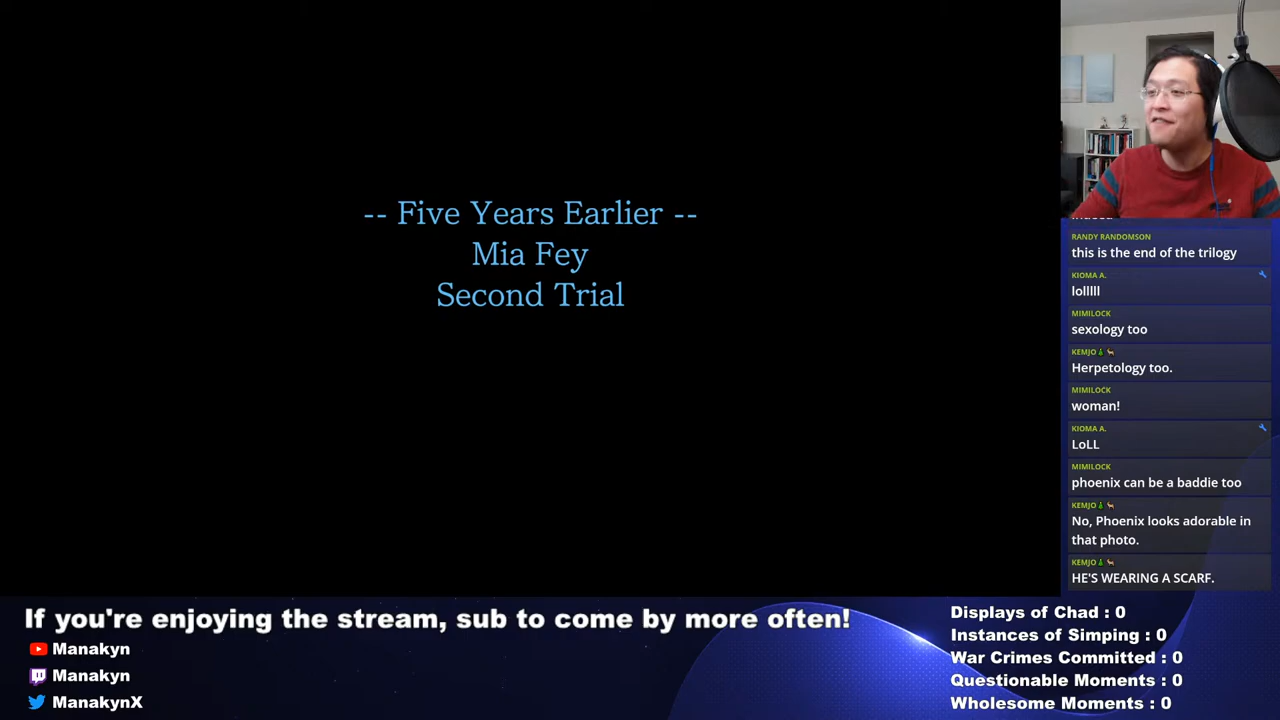 -- Five Years Earlier --
Mia Fey
Second Trial
RANDY RANDOMSON
this is the end of the trilogy
KIOMA A.
lolllll
MIMILOCK
sexology too
KEMJO
Herpetology too.
MIMILOCK
woman!
KIOMA A.
LoLL
MIMILOCK
phoenix can be a baddie too
KEMJO
No, Phoenix looks adorable in
that photo.
KEMJO
HE'S WEARING A SCARF.
If you're enjoying the stream, sub to come by more often!
Manakyn
Manakyn
ManakynX
Displays of Chad : 0
Instances of Simping : 0
War Crimes Committed : 0
Questionable Moments : 0
Wholesome Moments : 0